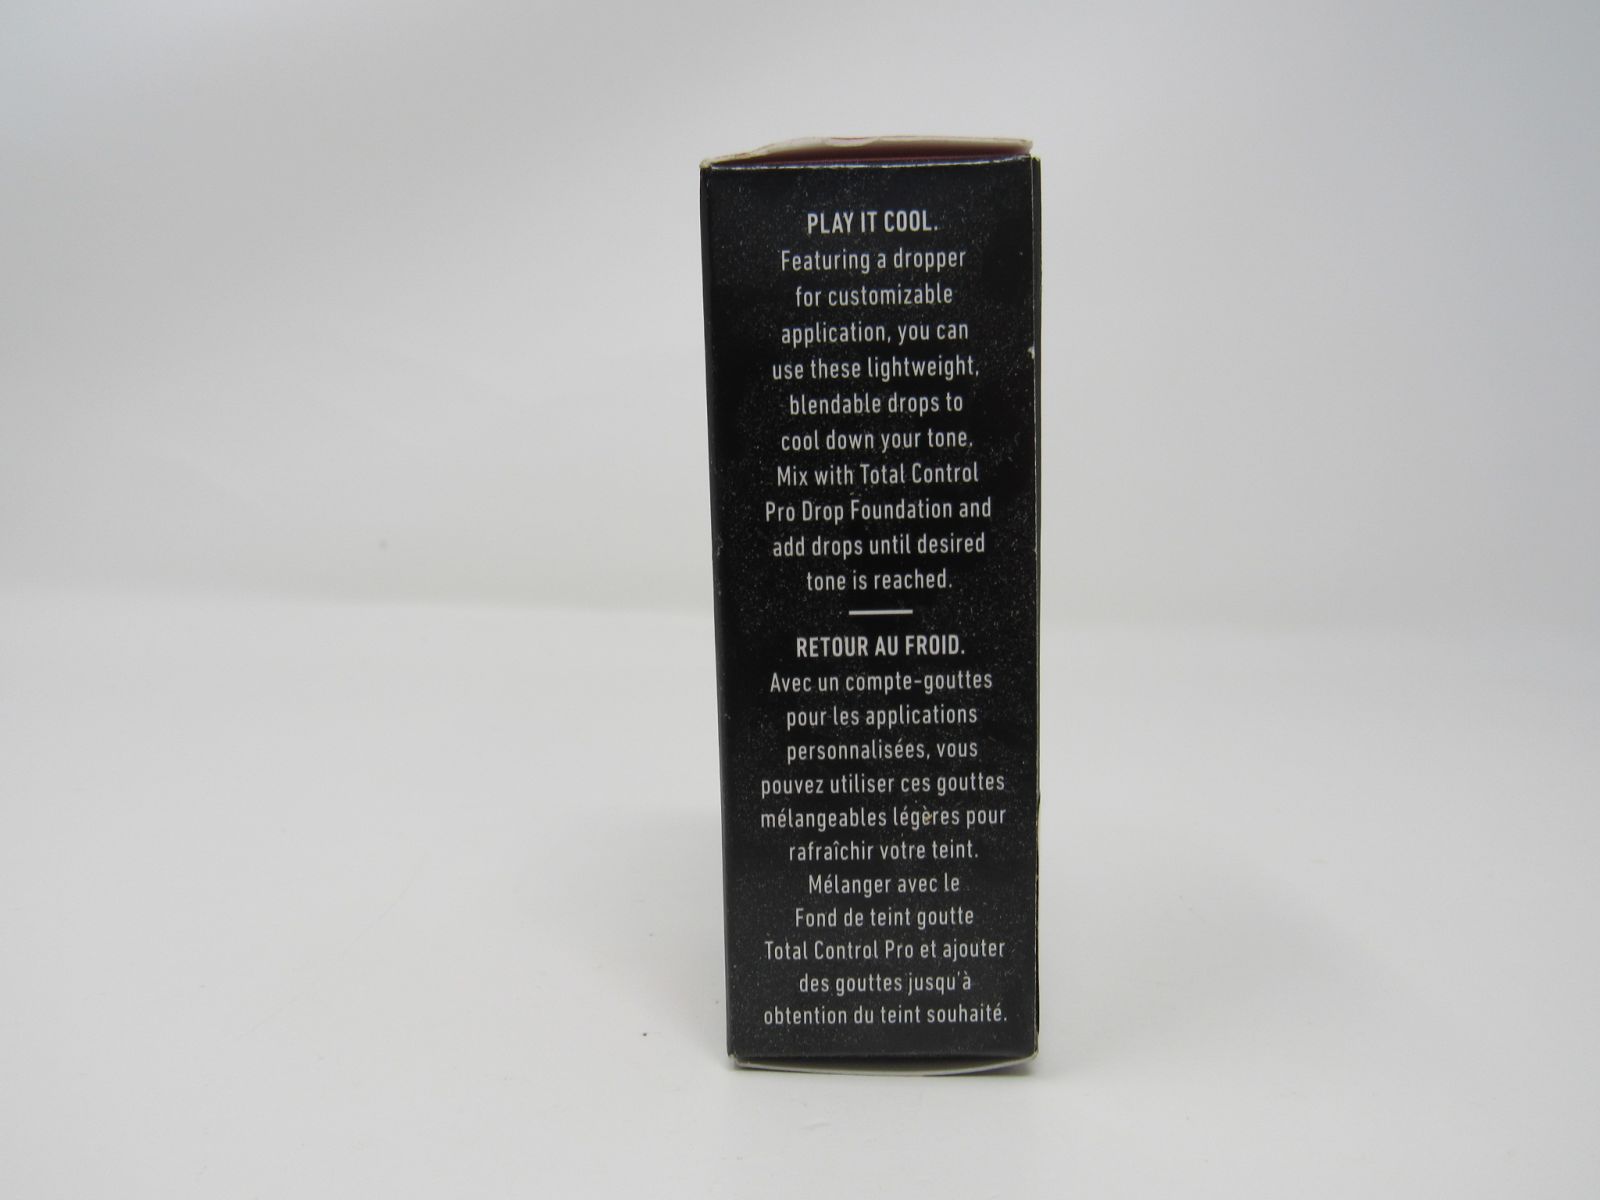 PLAY IT COOL.
Featuring a dropper
for customizable
application, you can
use these lightweight,
blendable drops to
cool down your tone.
Mix with Total Control
Pro Drop Foundation and
add drops until desired
tone is reached.
RETOUR AU FROID.
Avec un compte-gouttes
pour les applications
personnalisées, vous
pouvez utiliser ces gouttes
mélangeables légères pour
rafraîchir votre teint.
Mélanger avec le
Fond de teint goutte
Total Control Pro et ajouter
des gouttes jusqu'à
obtention du teint souhaité.